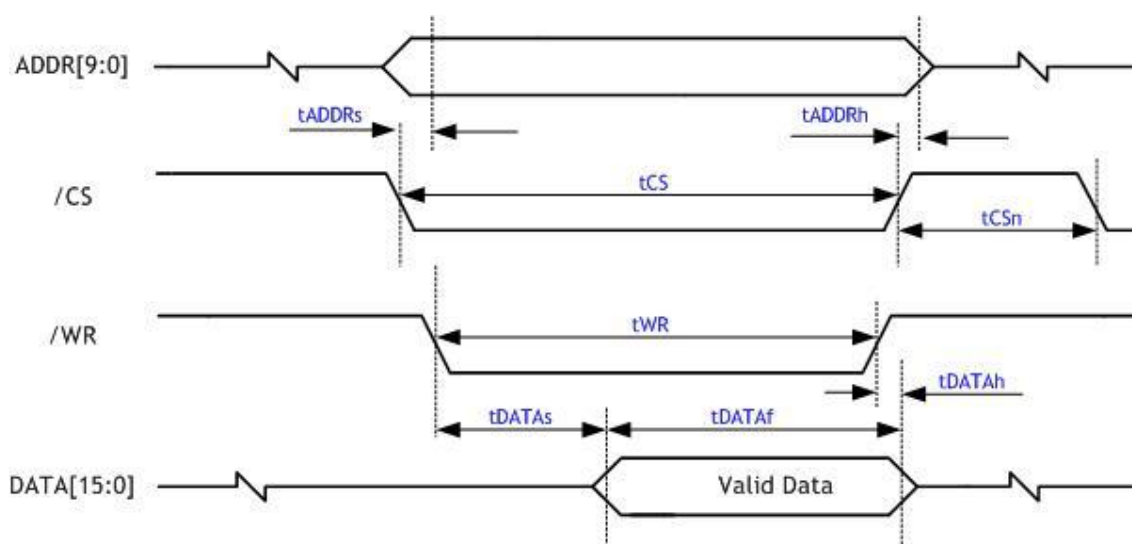 ADDR[9:0]
tADDRs
tADDRh
/CS
tCS
tCSn
/WR
tWR
tDATAh
tDATAs
tDATAf
DATA[15:0]
Valid Data